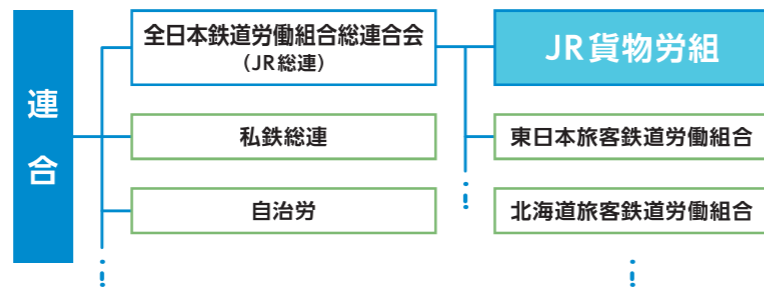 連合
全日本鉄道労働組合総連合会
（JR総連）
JR貨物労組
私鉄総連
東日本旅客鉄道労働組合
自治労
北海道旅客鉄道労働組合